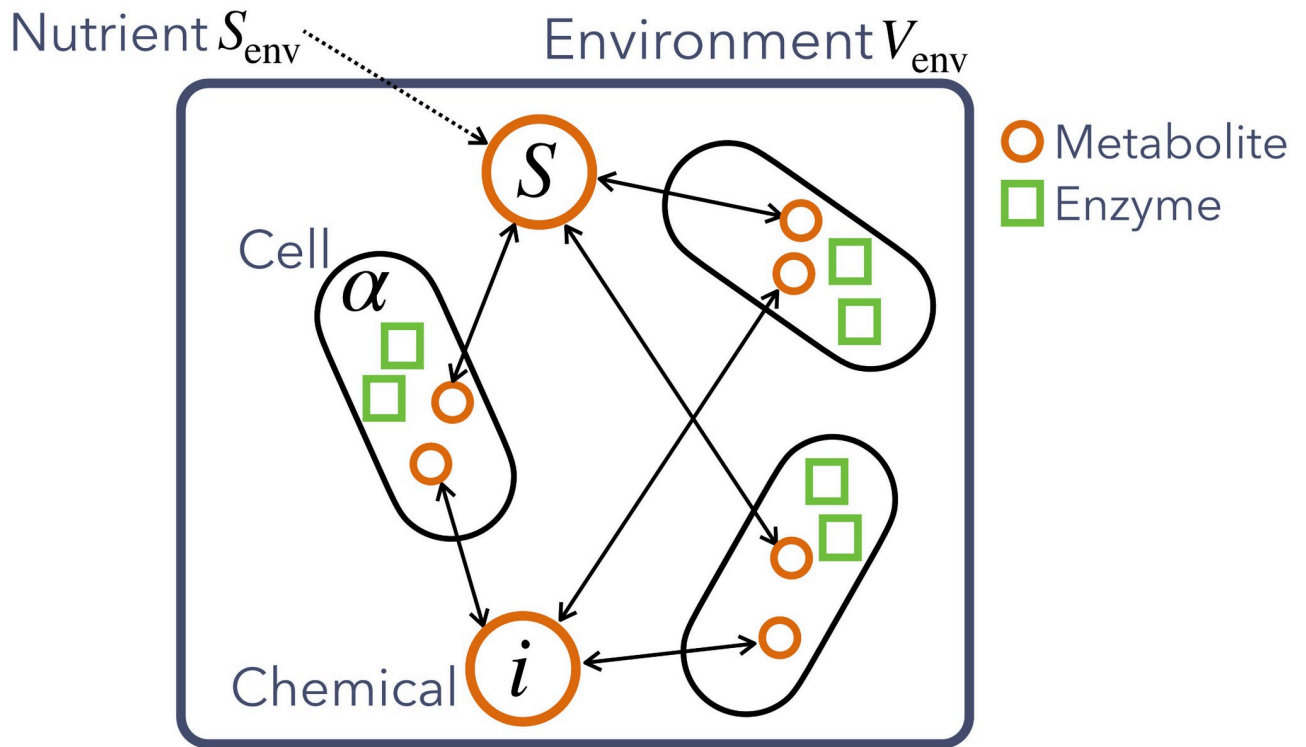 Nutrient S_env
Environment V_env
S
Metabolite
Enzyme
Cell
α
Chemical
i